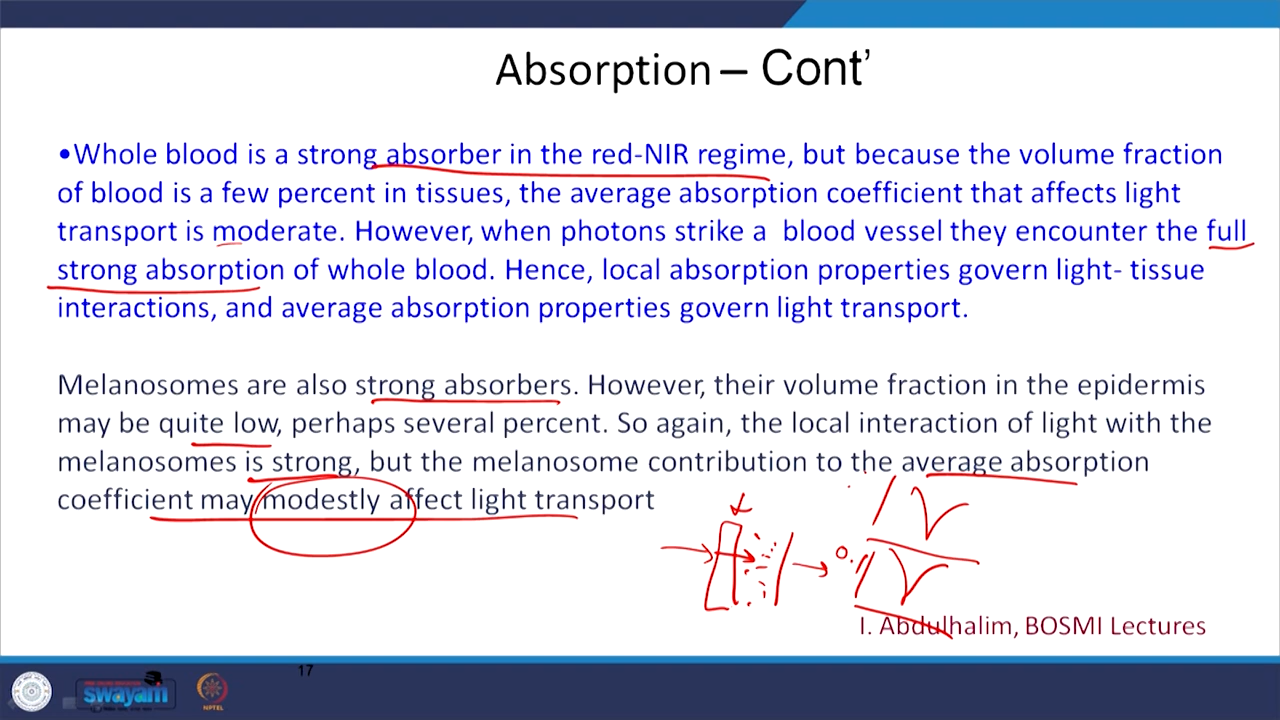 Absorption – Cont’
•Whole blood is a strong absorber in the red-NIR regime, but because the volume fraction
of blood is a few percent in tissues, the average absorption coefficient that affects light
transport is moderate. However, when photons strike a blood vessel they encounter the full
strong absorption of whole blood. Hence, local absorption properties govern light- tissue
interactions, and average absorption properties govern light transport.
Melanosomes are also strong absorbers. However, their volume fraction in the epidermis
may be quite low, perhaps several percent. So again, the local interaction of light with the
melanosomes is strong, but the melanosome contribution to the average absorption
coefficient may modestly affect light transport
I. Abdulhalim, BOSMI Lectures
17
swayam
NPTEL